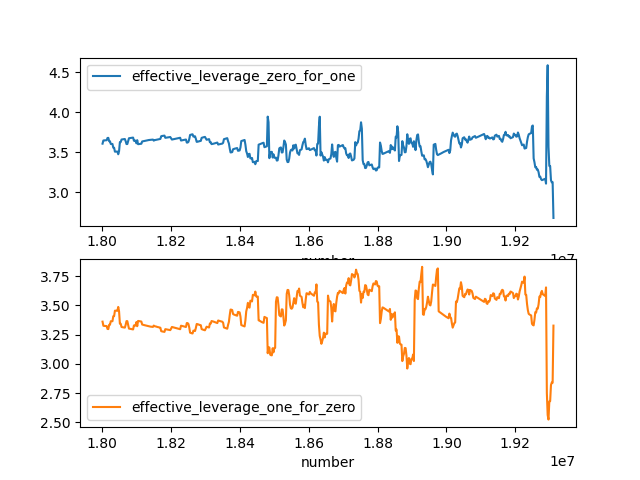 effective_leverage_zero_for_one
4.5
4.0
3.5
3.0
1.80 1.82 1.84 1.86 1.88 1.90 1.92
number
1e7
effective_leverage_one_for_zero
3.75
3.50
3.25
3.00
2.75
2.50
1.80 1.82 1.84 1.86 1.88 1.90 1.92
number
1e7